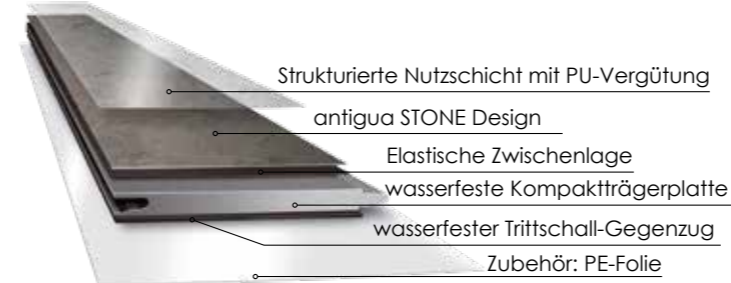 Strukturierte Nutzschicht mit PU-Vergütung
antigua STONE Design
Elastische Zwischenlage
wasserfeste Kompaktträgerplatte
wasserfester Trittschall-Gegenzug
Zubehör: PE-Folie